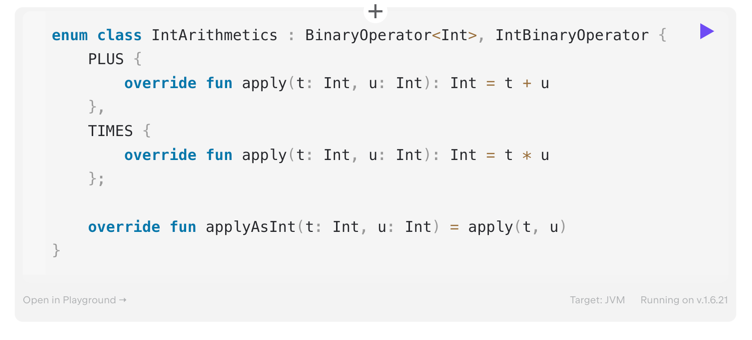 enum class IntArithmetics : BinaryOperator<Int>, IntBinaryOperator {
    PLUS {
        override fun apply(t: Int, u: Int): Int = t + u
    },
    TIMES {
        override fun apply(t: Int, u: Int): Int = t * u
    };

    override fun applyAsInt(t: Int, u: Int) = apply(t, u)
}
Open in Playground → Target: JVM Running on v.1.6.21